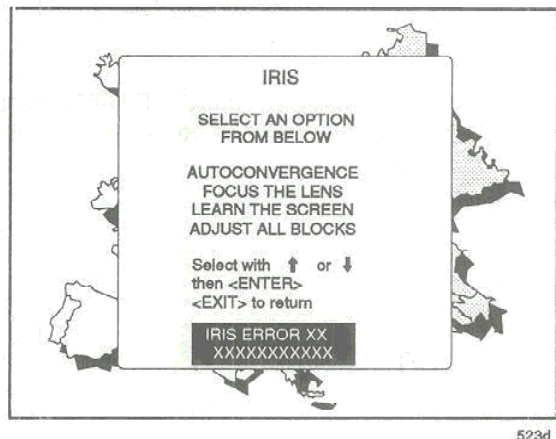 IRIS
SELECT AN OPTION
FROM BELOW
AUTOCONVERGENCE
FOCUS THE LENS
LEARN THE SCREEN
ADJUST ALL BLOCKS
Select with ↑ or ↓
then <ENTER>
<EXIT> to return
IRIS ERROR XX
XXXXXXXXXXX
523d